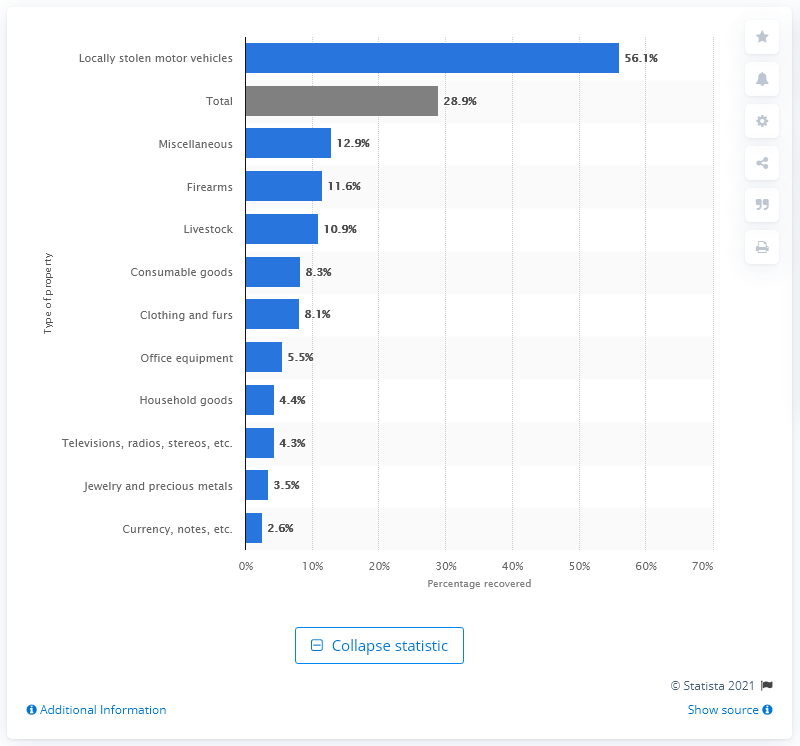 Locally stolen motor vehicles 56.1%
Total 28.9%
Miscellaneous 12.9%
Firearms 11.6%
Livestock 10.9%
Consumable goods 8.3%
Clothing and furs 8.1%
Office equipment 5.5%
Household goods 4.4%
Televisions, radios, stereos, etc. 4.3%
Jewelry and precious metals 3.5%
Currency, notes, etc. 2.6%
Type of property
0% 10% 20% 30% 40% 50% 60% 70%
Percentage recovered
Collapse statistic
© Statista 2021
Additional Information
Show source